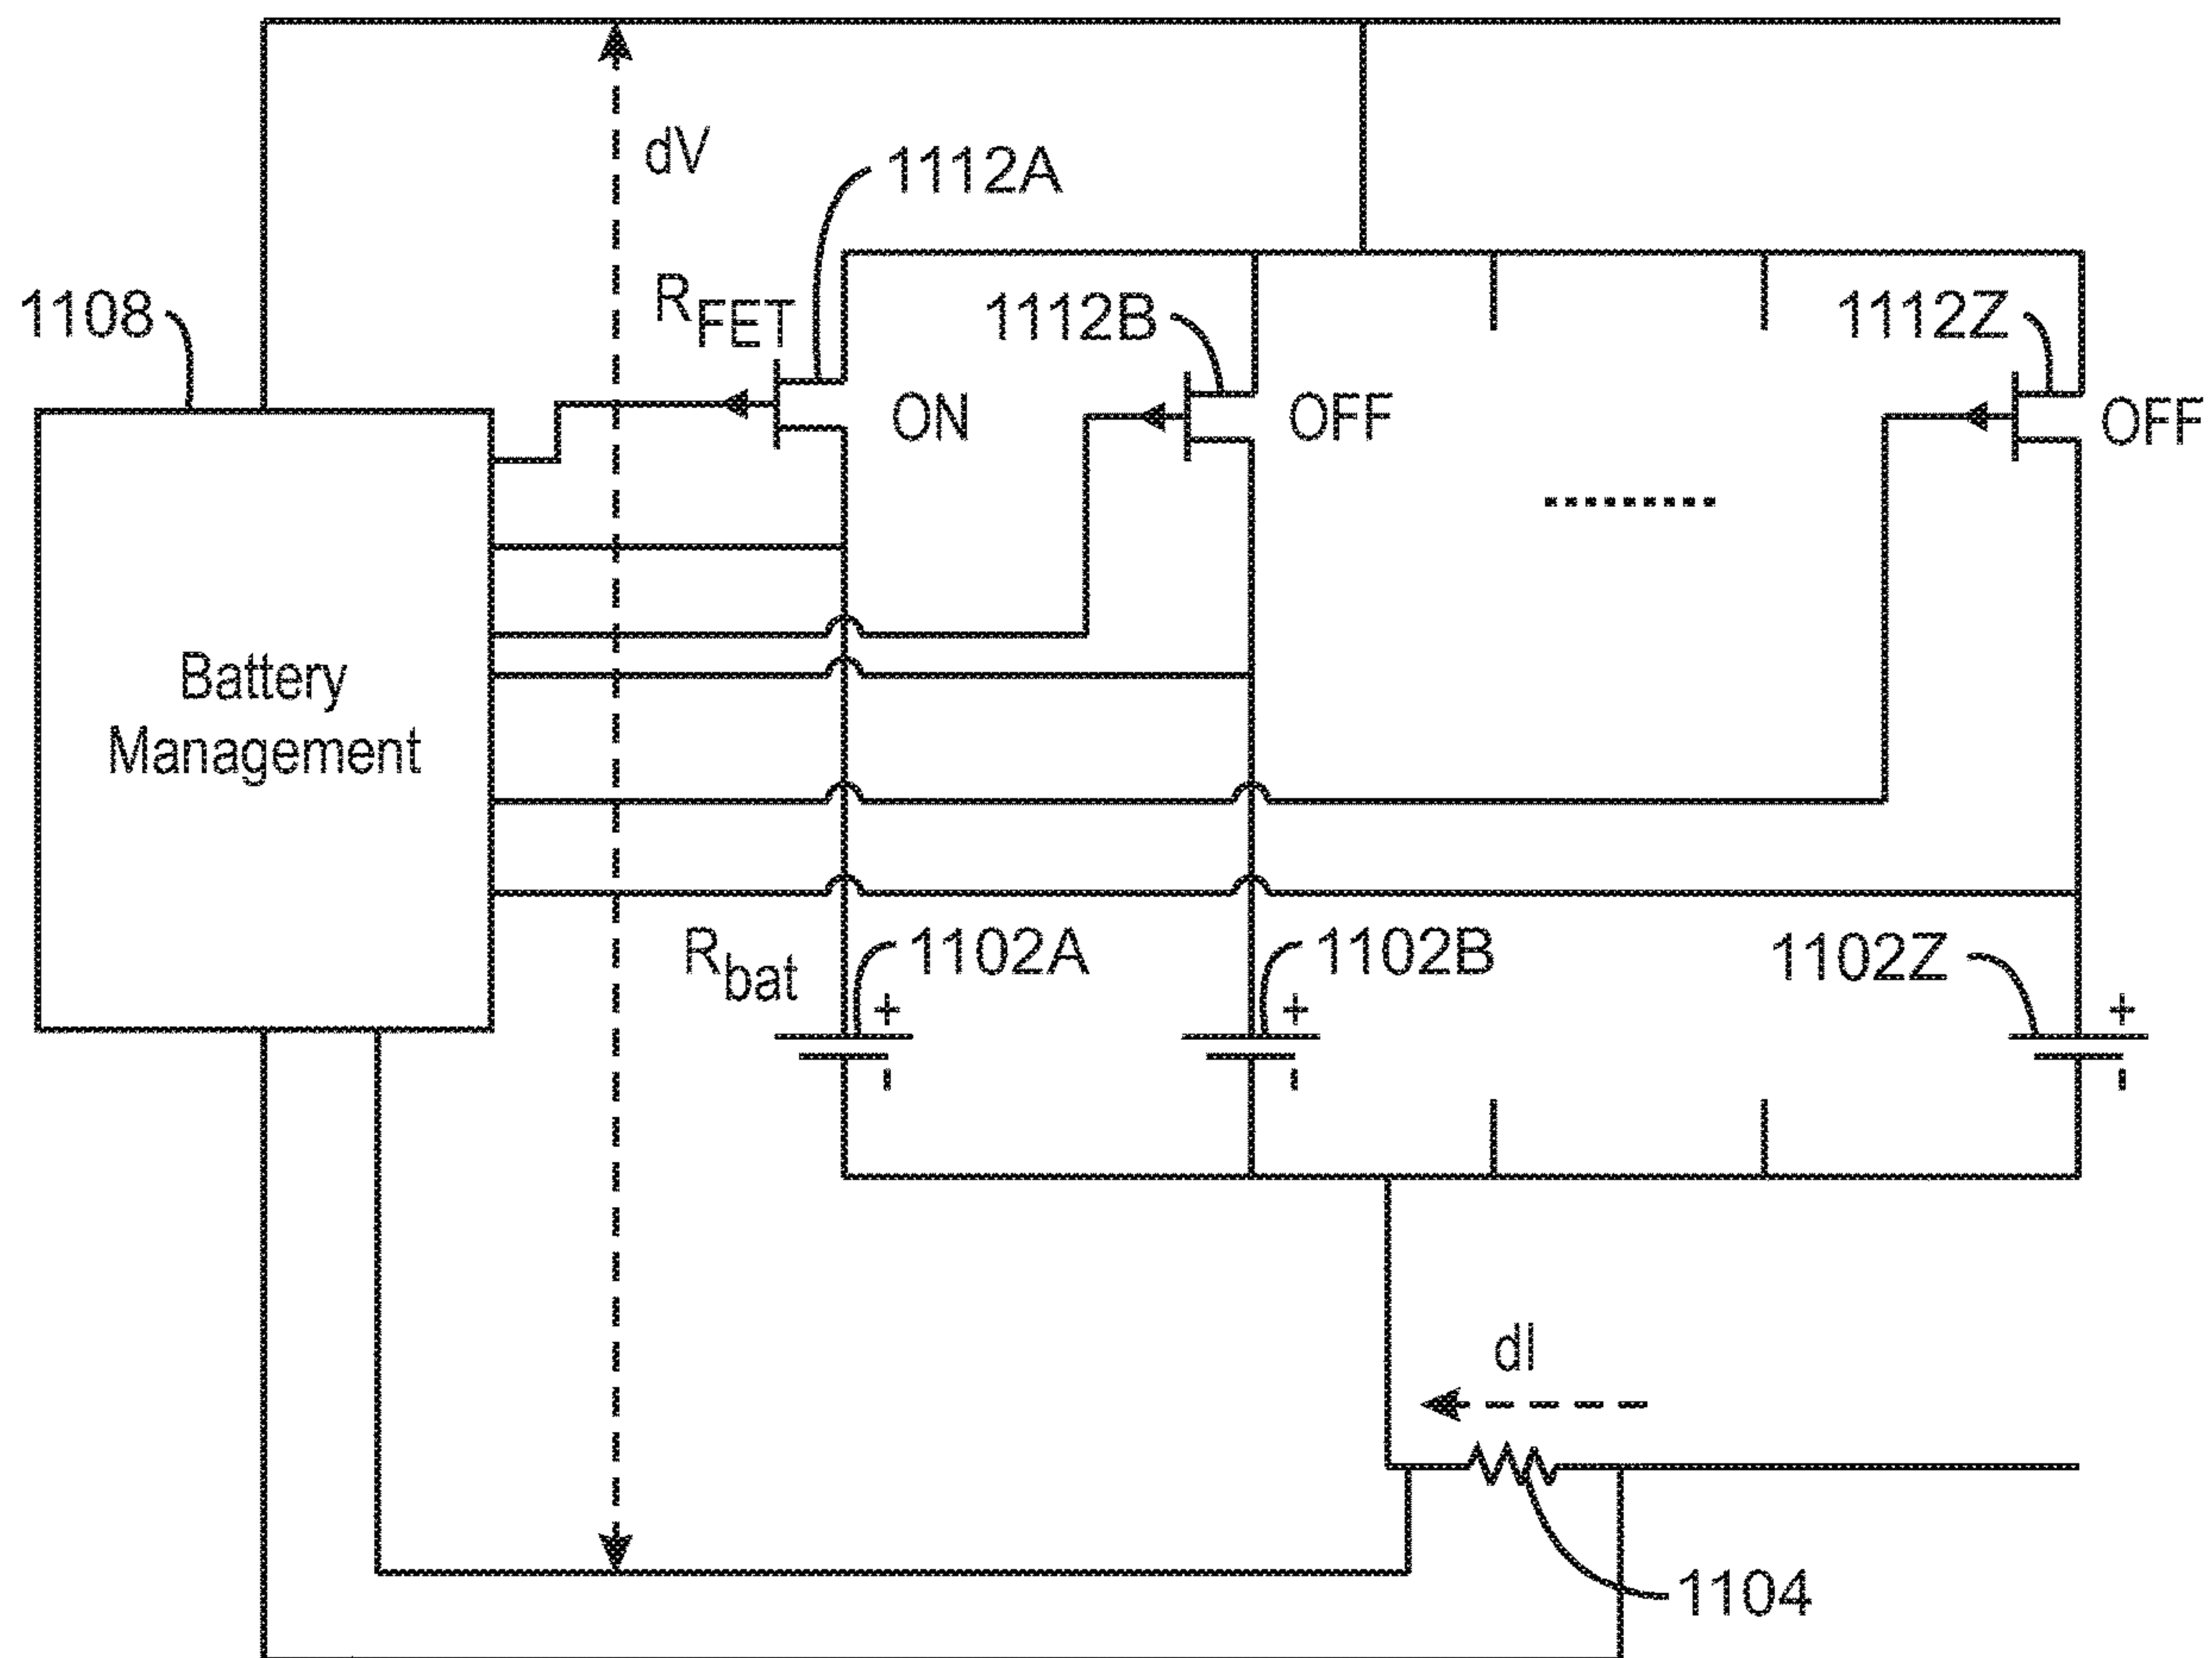 dV
1112A
RFET
1108
1112B
1112Z
ON
OFF
OFF
Battery
Management
Rbat
1102A
1102B
1102Z
+
+
+
-
-
-
dI
1104